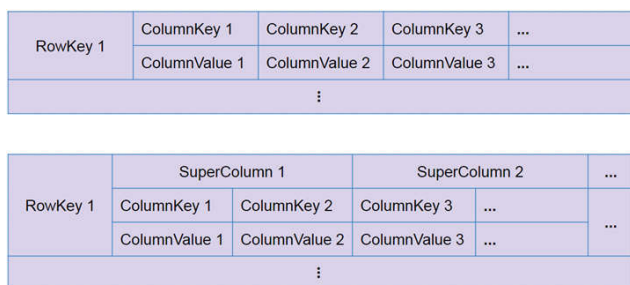 RowKey 1
ColumnKey 1 ColumnKey 2 ColumnKey 3 ...
ColumnValue 1 ColumnValue 2 ColumnValue 3 ...
⋮
SuperColumn 1 SuperColumn 2 ...
RowKey 1
ColumnKey 1 ColumnKey 2 ColumnKey 3 ...
...
ColumnValue 1 ColumnValue 2 ColumnValue 3 ...
⋮